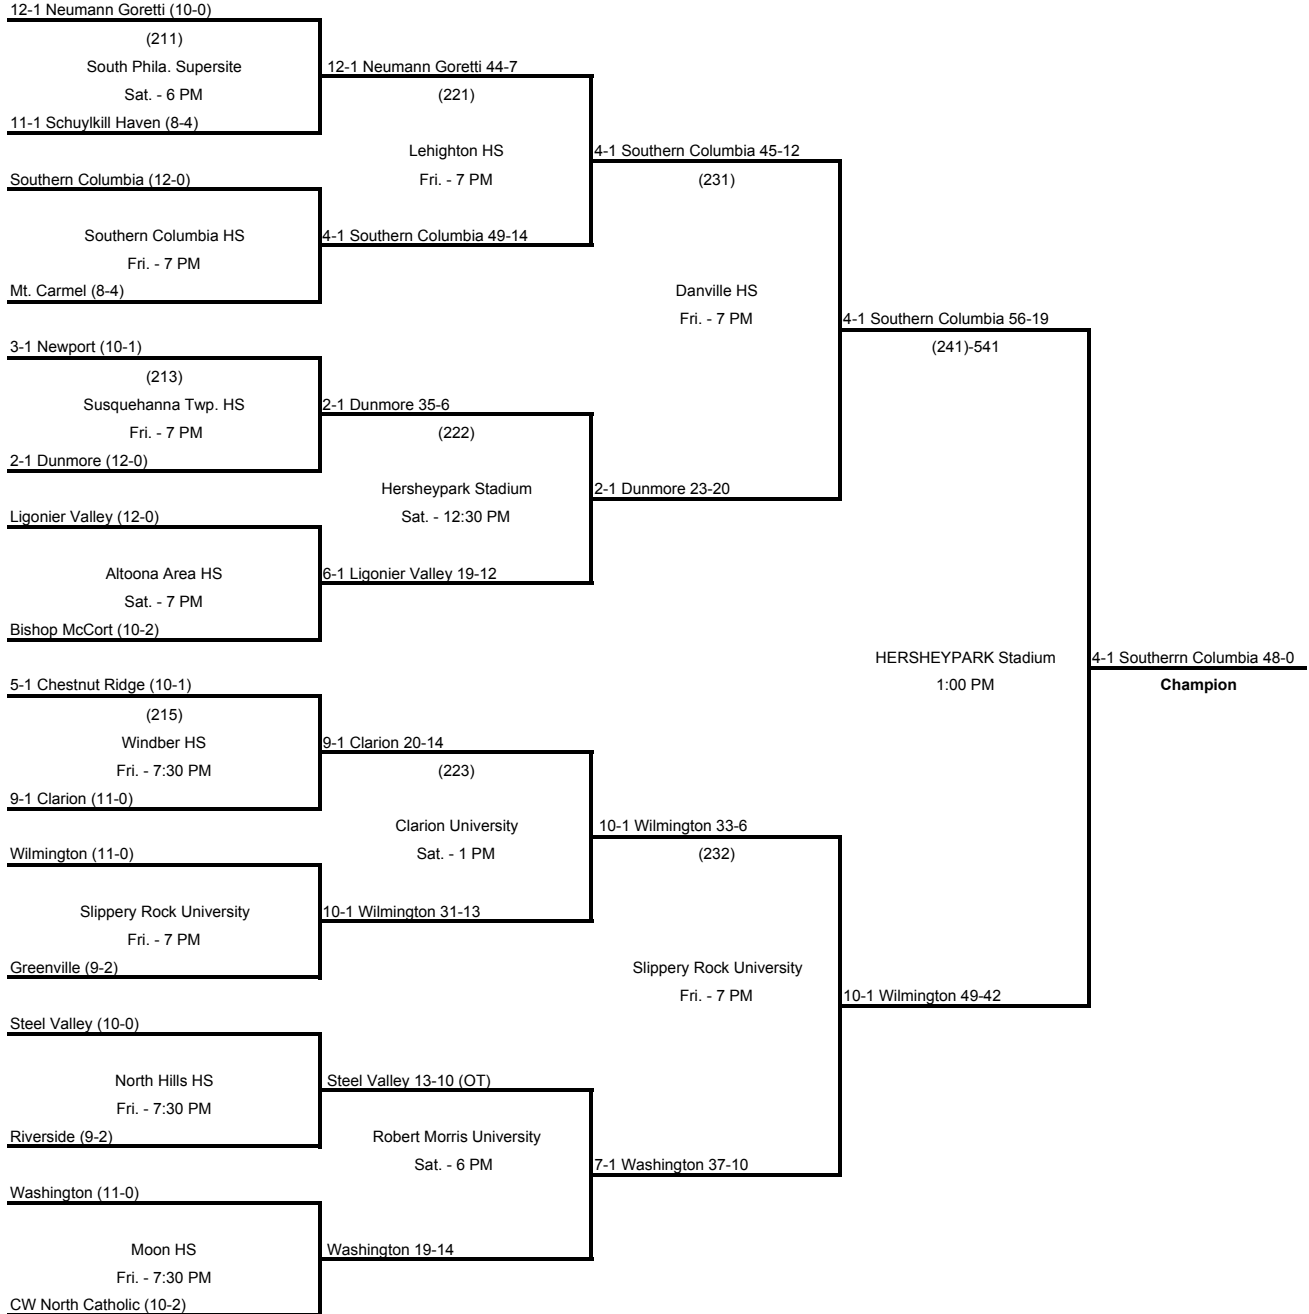 12-1 Neumann Goretti (10-0)
(211)
South Phila. Supersite
12-1 Neumann Goretti 44-7
Sat. - 6 PM
(221)
11-1 Schuylkill Haven (8-4)
Lehighton HS
4-1 Southern Columbia 45-12
Southern Columbia (12-0)
Fri. - 7 PM
(231)
Southern Columbia HS
4-1 Southern Columbia 49-14
Fri. - 7 PM
Mt. Carmel (8-4)
Danville HS
Fri. - 7 PM
4-1 Southern Columbia 56-19
3-1 Newport (10-1)
(241)-541
(213)
Susquehanna Twp. HS
2-1 Dunmore 35-6
Fri. - 7 PM
(222)
2-1 Dunmore (12-0)
Hersheypark Stadium
2-1 Dunmore 23-20
Ligonier Valley (12-0)
Sat. - 12:30 PM
Altoona Area HS
6-1 Ligonier Valley 19-12
Sat. - 7 PM
Bishop McCort (10-2)
HERSHEYPARK Stadium
4-1 Southerrn Columbia 48-0
5-1 Chestnut Ridge (10-1)
1:00 PM
Champion
(215)
Windber HS
9-1 Clarion 20-14
Fri. - 7:30 PM
(223)
9-1 Clarion (11-0)
Clarion University
10-1 Wilmington 33-6
Wilmington (11-0)
Sat. - 1 PM
(232)
Slippery Rock University
10-1 Wilmington 31-13
Fri. - 7 PM
Greenville (9-2)
Slippery Rock University
Fri. - 7 PM
10-1 Wilmington 49-42
Steel Valley (10-0)
North Hills HS
Steel Valley 13-10 (OT)
Fri. - 7:30 PM
Riverside (9-2)
Robert Morris University
Sat. - 6 PM
7-1 Washington 37-10
Washington (11-0)
Moon HS
Washington 19-14
Fri. - 7:30 PM
CW North Catholic (10-2)